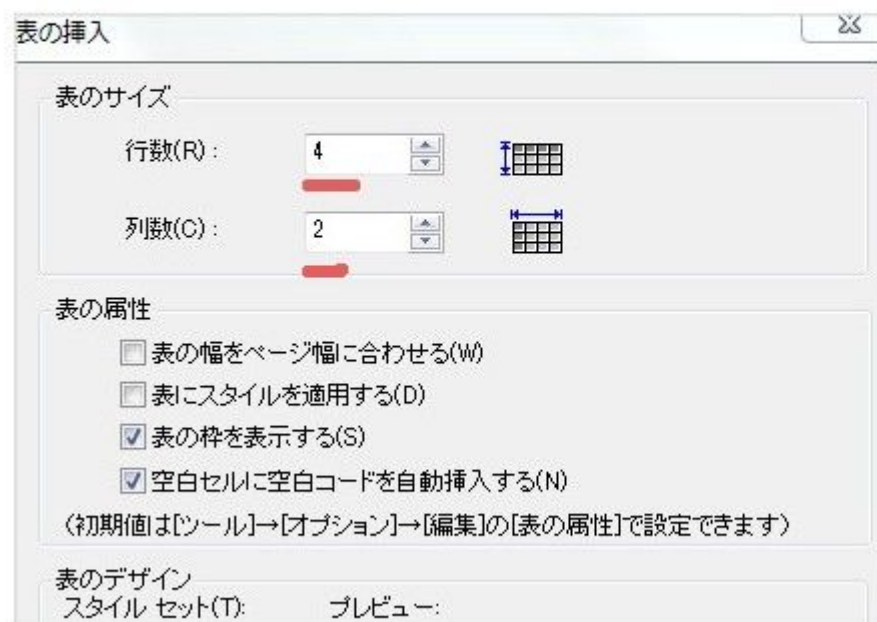 表の挿入
表のサイズ
行数(R):
4
列数(C):
2
表の属性
表の幅をページ幅に合わせる(W)
表にスタイルを適用する(D)
表の枠を表示する(S)
空白セルに空白コードを自動挿入する(N)
(初期値は[ツール]→[オプション]→[編集]の[表の属性]で設定できます)
表のデザイン
スタイル セット(T): プレビュー: